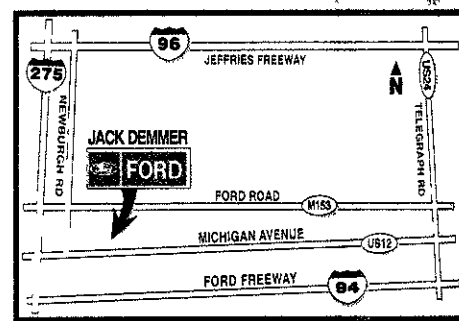 96
JEFFRIES FREEWAY
275
US24
N
NEWBURGH RD
TELEGRAPH RD
JACK DEMMER
FORD
FORD ROAD
M153
MICHIGAN AVENUE
US12
FORD FREEWAY
94